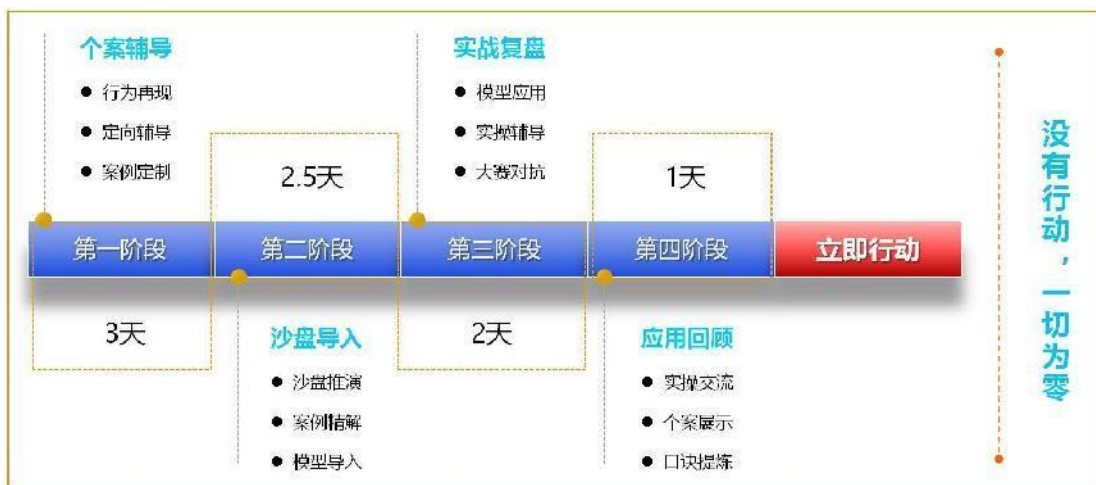 个案辅导
● 行为再现
● 定向辅导
● 案例定制
实战复盘
● 模型应用
● 实操辅导
● 大赛对抗
2.5天
1天
第一阶段
第二阶段
第三阶段
第四阶段
立即行动
3天
2天
沙盘导入
● 沙盘推演
● 案例精解
● 模型导入
应用回顾
● 实操交流
● 个案展示
● 口诀提炼
没有行动，一切为零